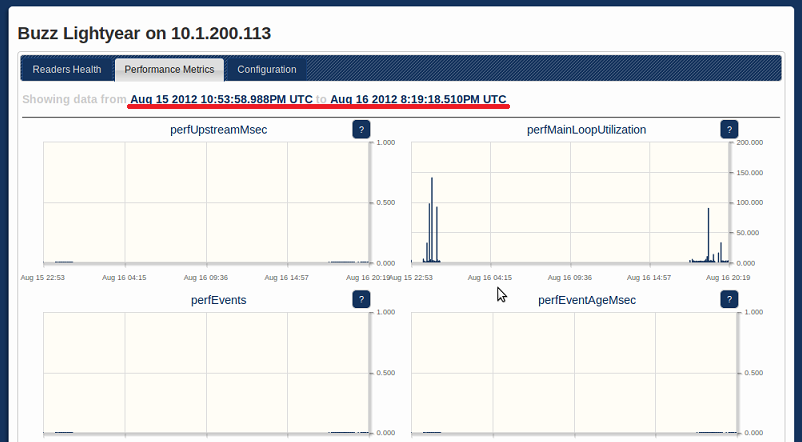 Buzz Lightyear on 10.1.200.113
Readers Health Performance Metrics Configuration
Showing data from Aug 15 2012 10:53:58.988PM UTC to Aug 16 2012 8:19:18.510PM UTC
perfUpstreamMsec ?
1.000
0.500
0.000
Aug 15 22:53 Aug 16 04:15 Aug 16 09:36 Aug 16 14:57 Aug 16 20:19
perfMainLoopUtilization ?
200.000
150.000
100.000
50.000
0.000
Aug 15 22:53 Aug 16 04:15 Aug 16 09:36 Aug 16 14:57 Aug 16 20:19
perfEvents ?
1.000
0.500
0.000
perfEventAgeMsec ?
1.000
0.500
0.000